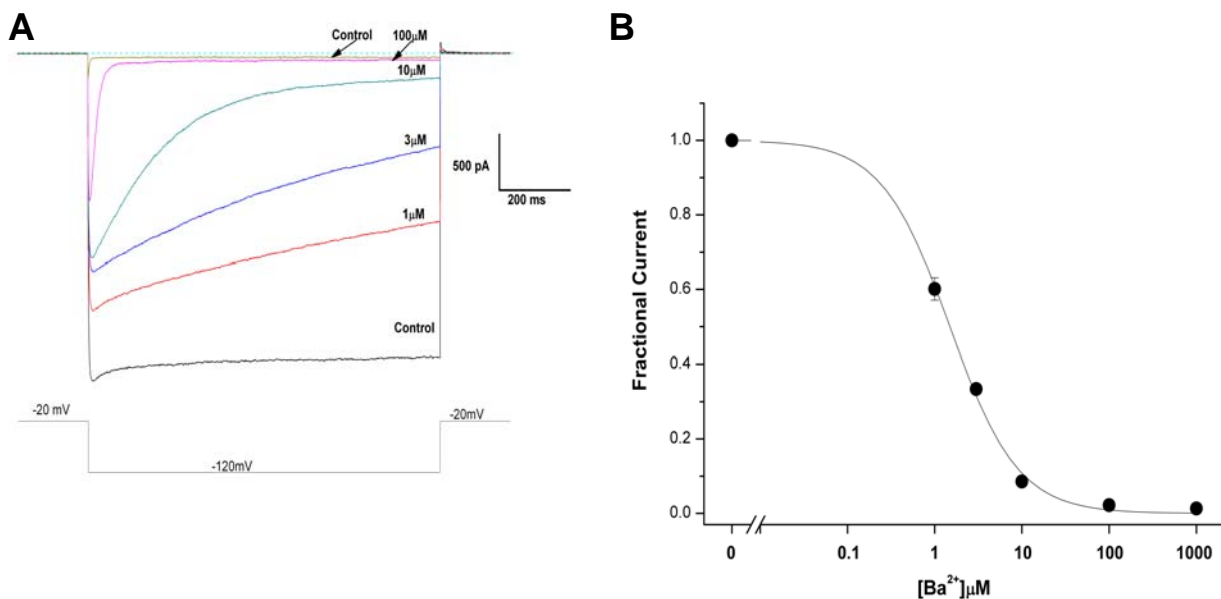 A
Control
100µM
10µM
3µM
500 pA
200 ms
1µM
Control
-20 mV
-20mV
-120mV
B
1.0
0.8
0.6
0.4
0.2
0.0
Fractional Current
0
0.1
1
10
100
1000
[Ba²⁺]µM